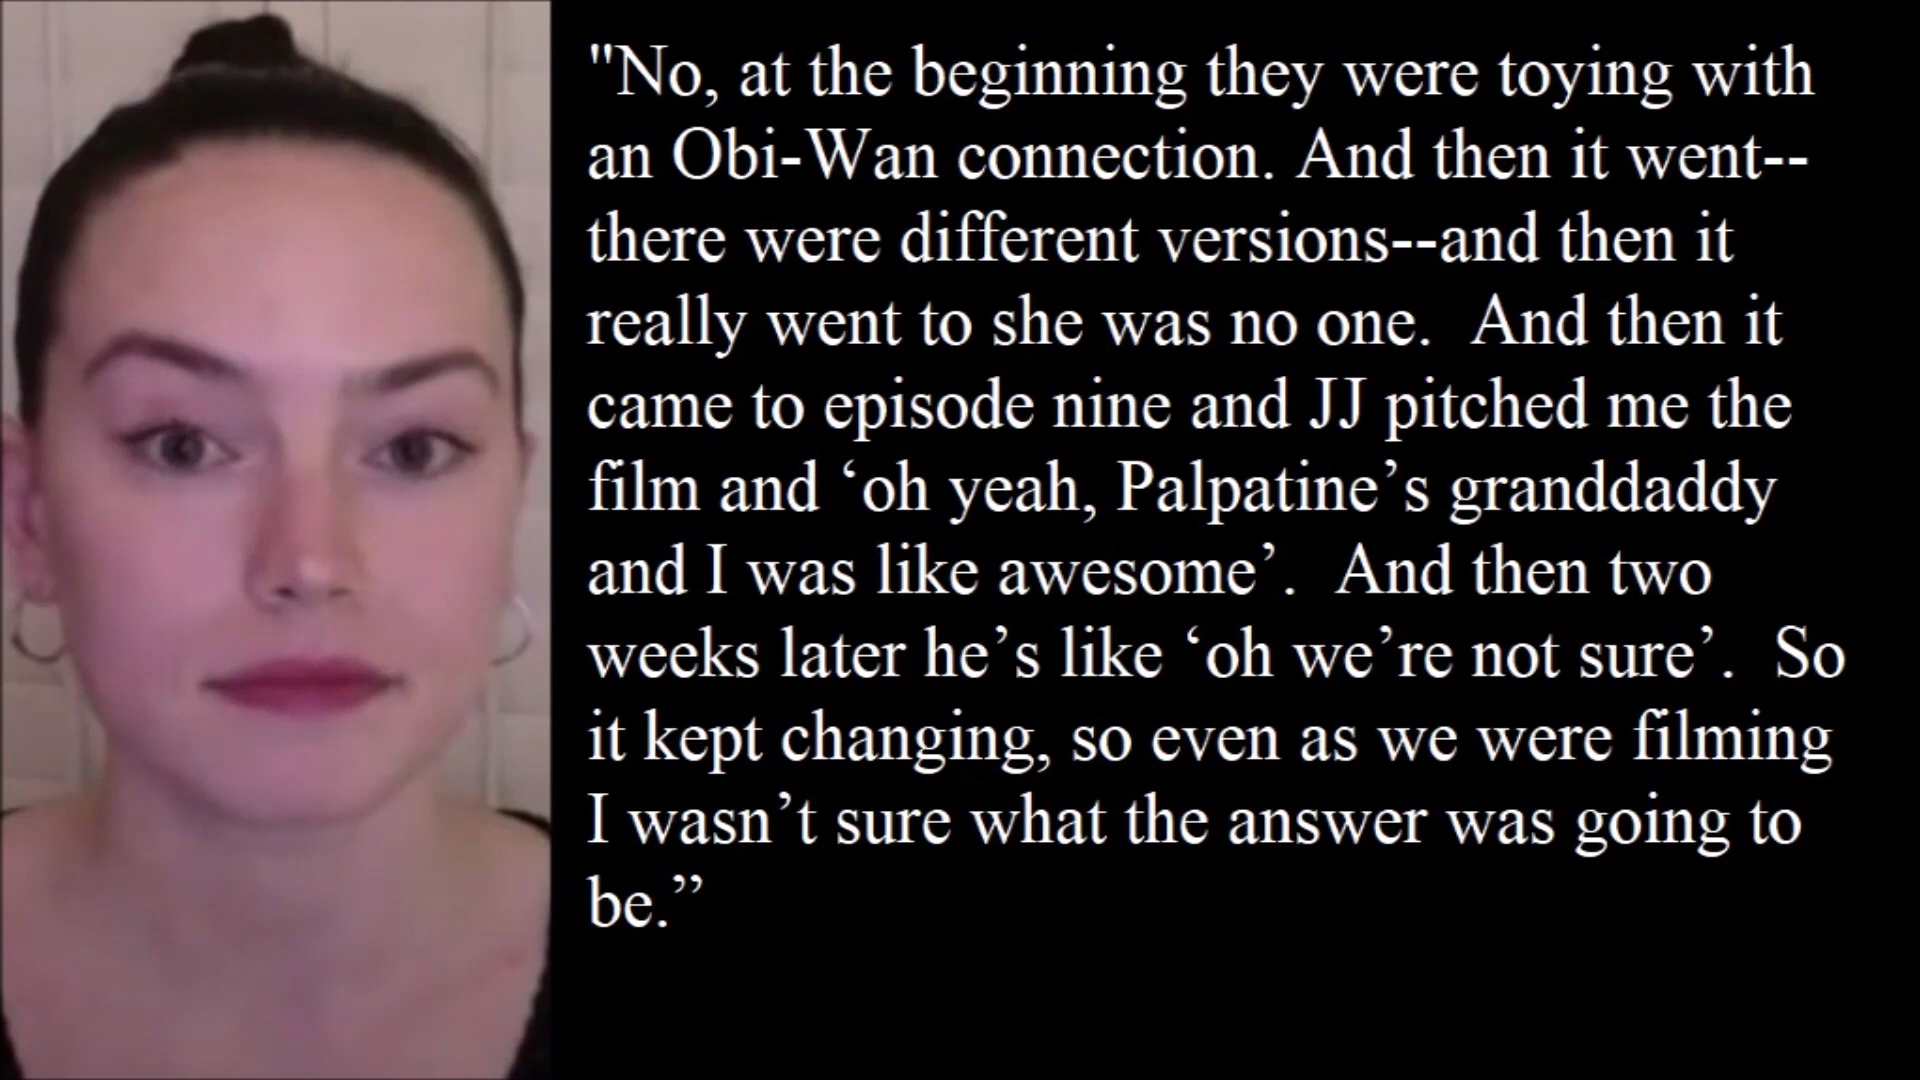 "No, at the beginning they were toying with
an Obi-Wan connection. And then it went--
there were different versions--and then it
really went to she was no one.  And then it
came to episode nine and JJ pitched me the
film and ‘oh yeah, Palpatine’s granddaddy
and I was like awesome’.  And then two
weeks later he’s like ‘oh we’re not sure’.  So
it kept changing, so even as we were filming
I wasn’t sure what the answer was going to
be.”